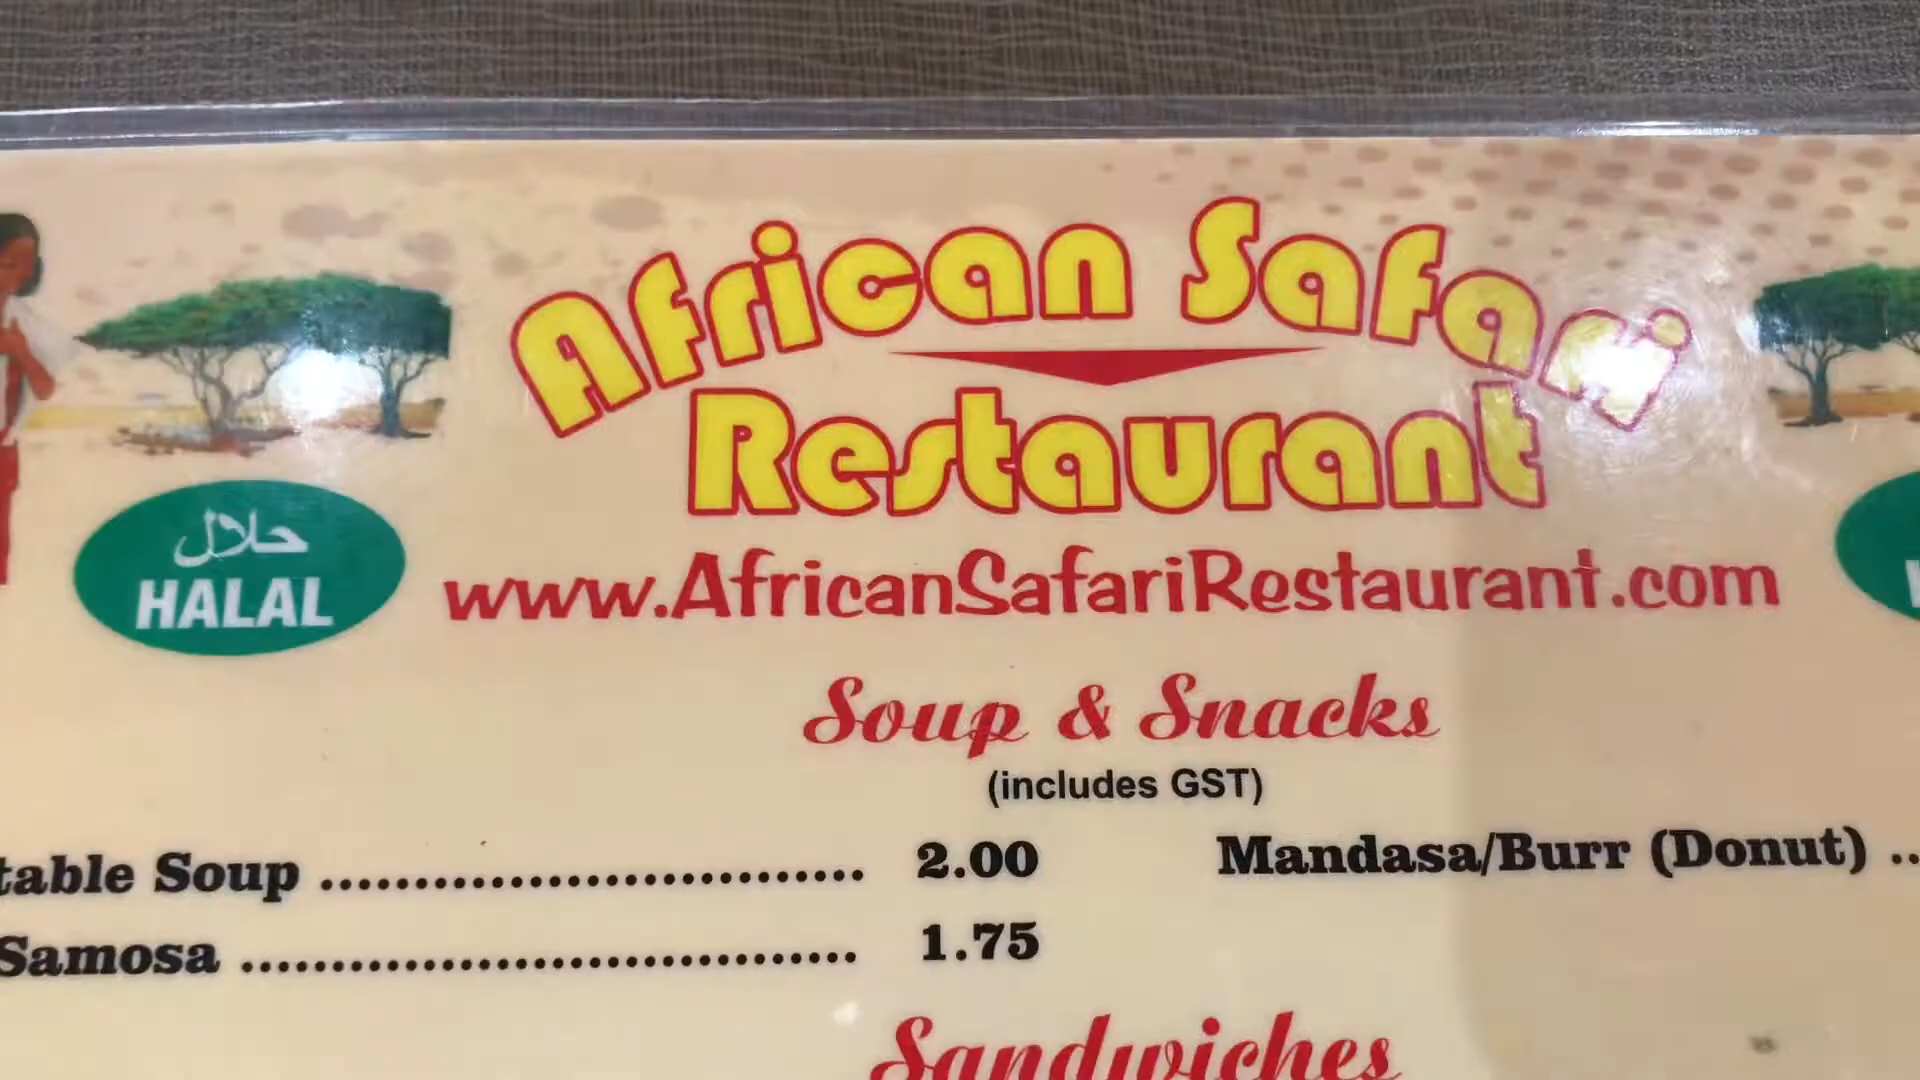 African Safari
Restaurant
حلال
HALAL
www.AfricanSafariRestaurant.com
Soup & Snacks
(includes GST)
Soup .............................. 2.00
Mandasa/Burr (Donut) ..
Samosa .................................. 1.75
Sandwiches